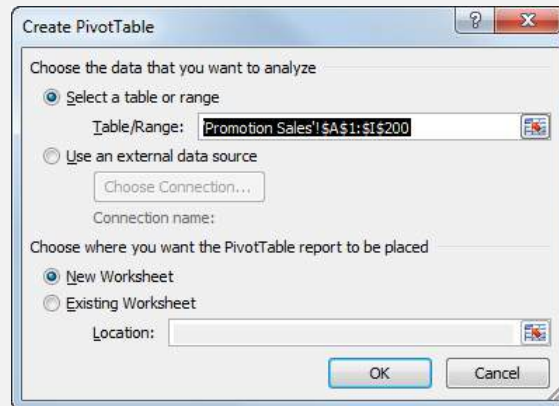 Create PivotTable
Choose the data that you want to analyze
Select a table or range
Table/Range: 'Promotion Sales'!$A$1:$I$200
Use an external data source
Choose Connection...
Connection name:
Choose where you want the PivotTable report to be placed
New Worksheet
Existing Worksheet
Location:
OK Cancel